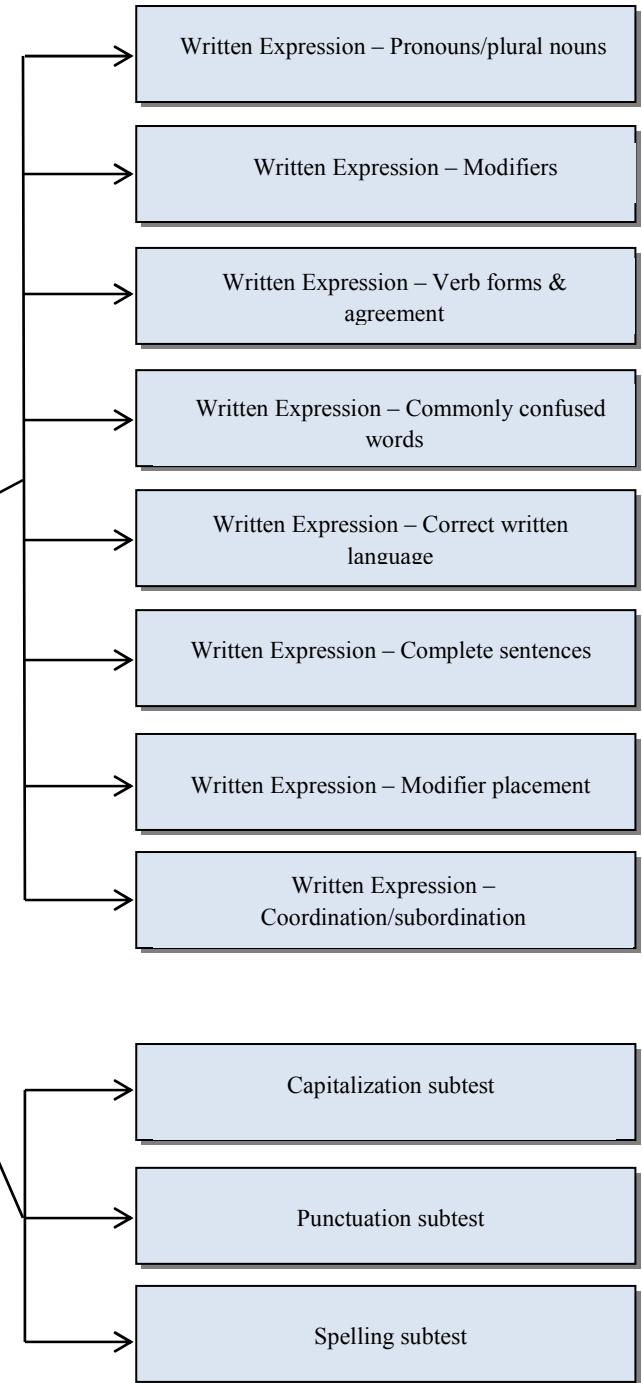 Written Expression – Pronouns/plural nouns
Written Expression – Modifiers
Written Expression – Verb forms &
agreement
Written Expression – Commonly confused
words
Written Expression – Correct written
language
Written Expression – Complete sentences
Written Expression – Modifier placement
Written Expression –
Coordination/subordination
Capitalization subtest
Punctuation subtest
Spelling subtest